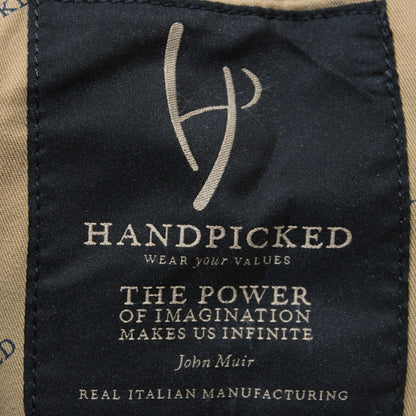 HANDPICKED
WEAR your VALUES
THE POWER
OF IMAGINATION
MAKES US INFINITE
John Muir
REAL ITALIAN MANUFACTURING